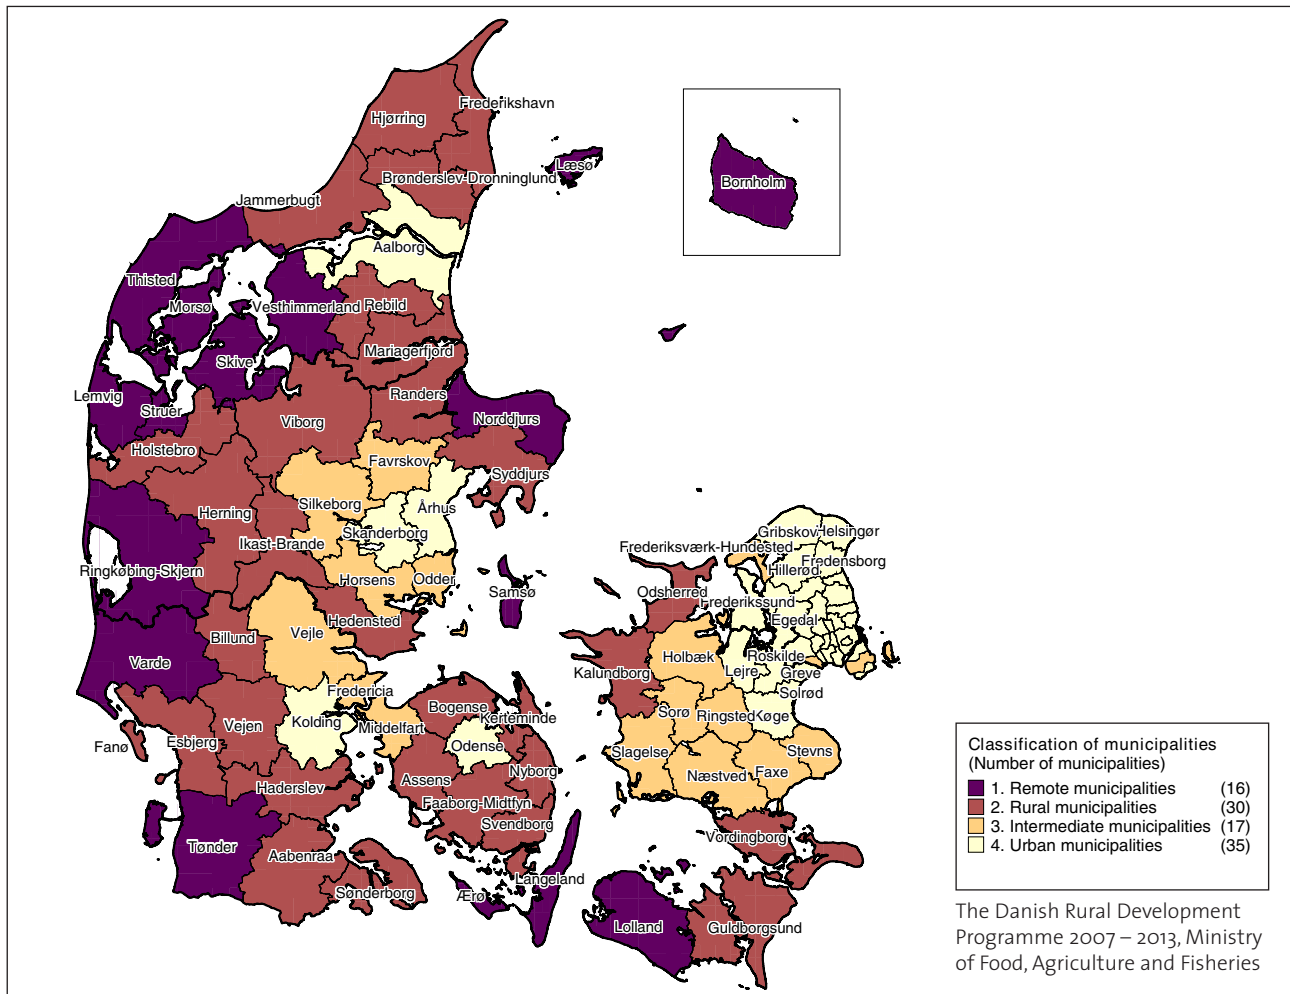 Frederikshavn
Hjørring
Læsø
Brønderslev-Dronninglund
Bornholm
Jammerbugt
Aalborg
Thisted
Morsø
Vesthimmerland
Rebild
Mariagerfjord
Skive
Lemvig
Struer
Randers
Viborg
Norddjurs
Holstebro
Favrskov
Syddjurs
Silkeborg
Århus
Herning
Skanderborg
Gribskov
Helsingør
Ikast-Brande
Frederiksværk-Hundested
Fredensborg
Hillerød
Ringkøbing-Skjern
Horsens
Odder
Samsø
Odsherred
Frederikssund
Egedal
Hedensted
Billund
Vejle
Varde
Holbæk
Roskilde
Lejre
Greve
Kalundborg
Solrød
Fredericia
Bogense
Kerteminde
Sorø
Ringsted
Køge
Vejen
Kolding
Middelfart
Fanø
Esbjerg
Odense
Slagelse
Stevns
Nyborg
Næstved
Faxe
Assens
Haderslev
Faaborg-Midtfyn
Svendborg
Vordingborg
Tønder
Aabenraa
Langeland
Sønderborg
Ærø
Lolland
Guldborgsund
Classification of municipalities
(Number of municipalities)
1. Remote municipalities (16)
2. Rural municipalities (30)
3. Intermediate municipalities (17)
4. Urban municipalities (35)
The Danish Rural Development
Programme 2007 – 2013, Ministry
of Food, Agriculture and Fisheries